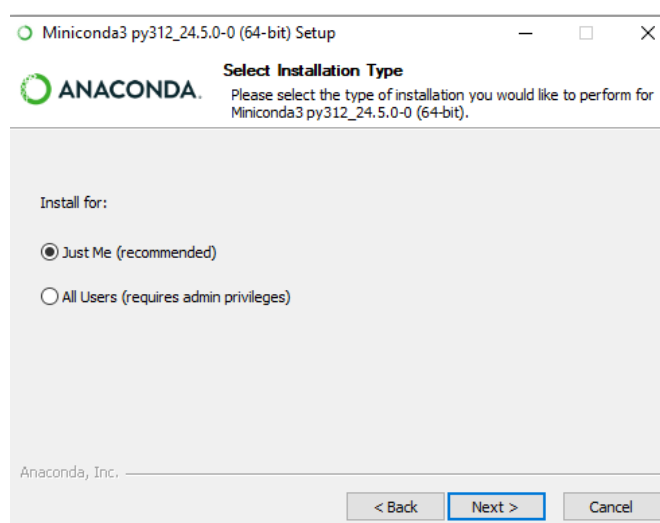 Miniconda3 py312_24.5.0-0 (64-bit) Setup
ANACONDA.
Select Installation Type
Please select the type of installation you would like to perform for
Miniconda3 py312_24.5.0-0 (64-bit).
Install for:
Just Me (recommended)
All Users (requires admin privileges)
Anaconda, Inc.
< Back
Next >
Cancel